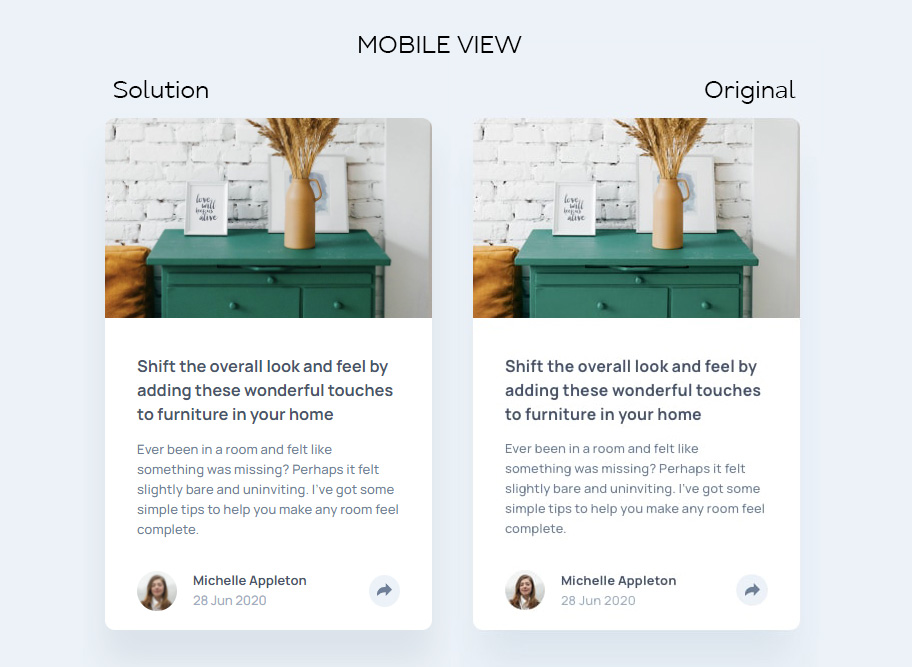 MOBILE VIEW
Solution
Original
love
will
keep us
alive
love
will
keep us
alive
Shift the overall look and feel by
adding these wonderful touches
to furniture in your home
Ever been in a room and felt like
something was missing? Perhaps it felt
slightly bare and uninviting. I've got some
simple tips to help you make any room feel
complete.
Michelle Appleton
28 Jun 2020
Shift the overall look and feel by
adding these wonderful touches
to furniture in your home
Ever been in a room and felt like
something was missing? Perhaps it felt
slightly bare and uninviting. I've got some
simple tips to help you make any room feel
complete.
Michelle Appleton
28 Jun 2020